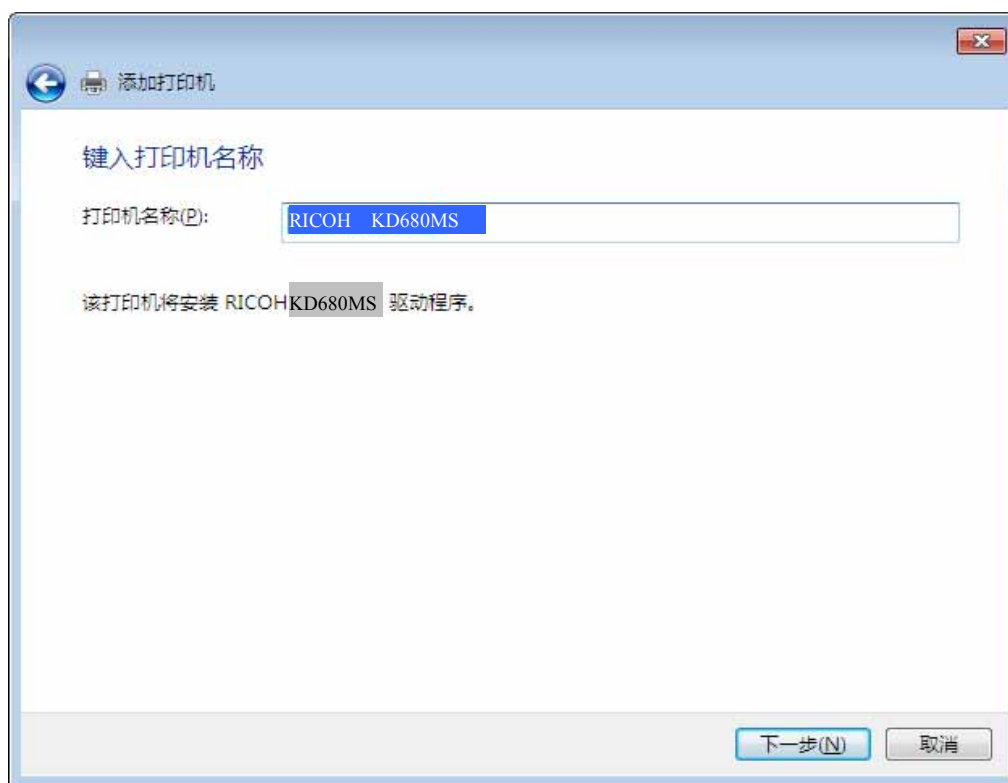 添加打印机
键入打印机名称
打印机名称(P): RICOH KD680MS
该打印机将安装 RICOHKD680MS 驱动程序。
下一步(N) 取消